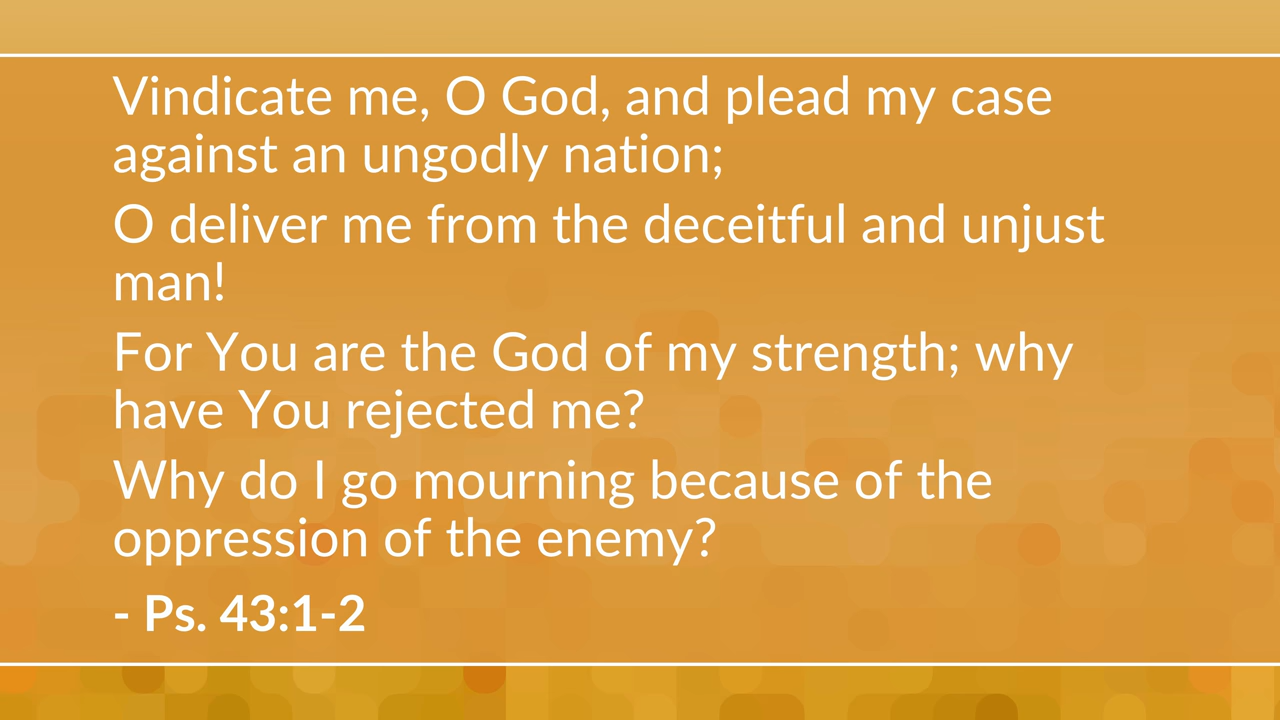 Vindicate me, O God, and plead my case
against an ungodly nation;
O deliver me from the deceitful and unjust
man!
For You are the God of my strength; why
have You rejected me?
Why do I go mourning because of the
oppression of the enemy?
- Ps. 43:1-2